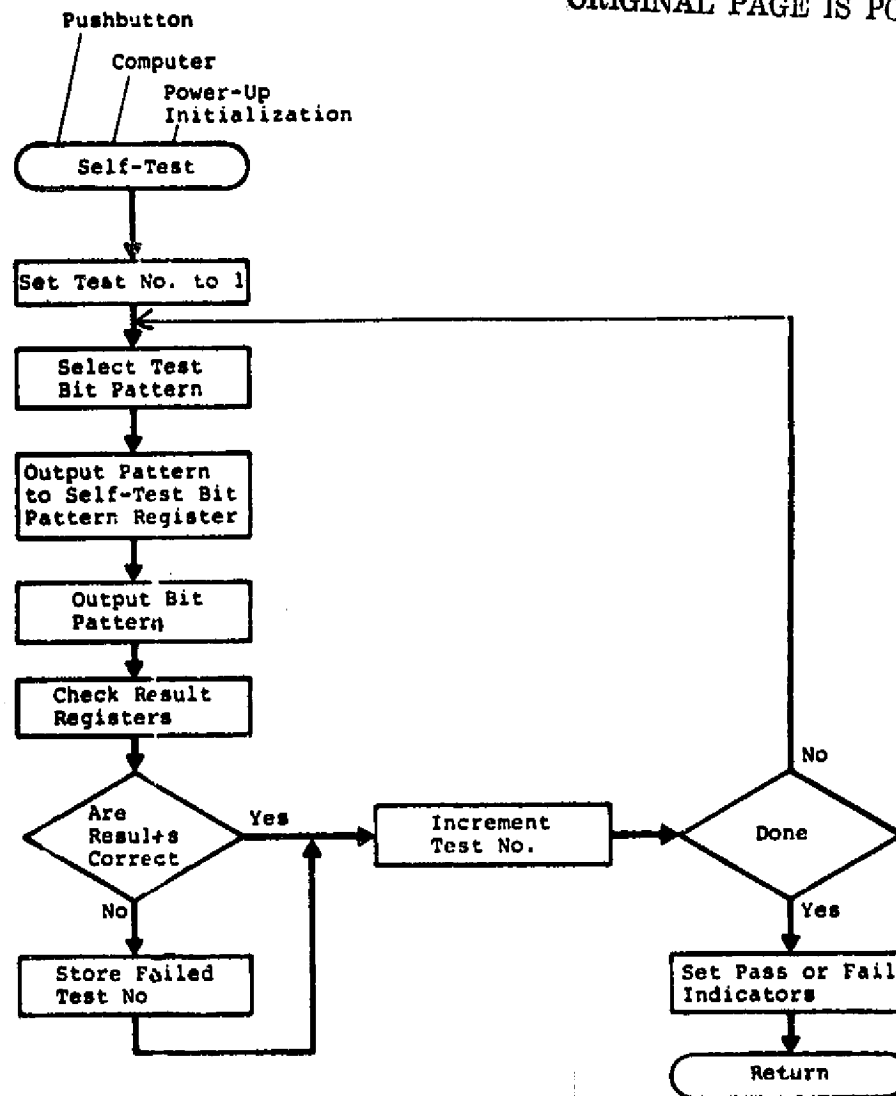 ORIGINAL PAGE IS
Pushbutton
Computer
Power-Up
Initialization
Self-Test
Set Test No. to 1
Select Test
Bit Pattern
Output Pattern
to Self-Test Bit
Pattern Register
Output Bit
Pattern
Check Result
Registers
Are
Results
Correct
Yes
No
Store Failed
Test No
Increment
Test No.
Done
No
Yes
Set Pass or Fail
Indicators
Return